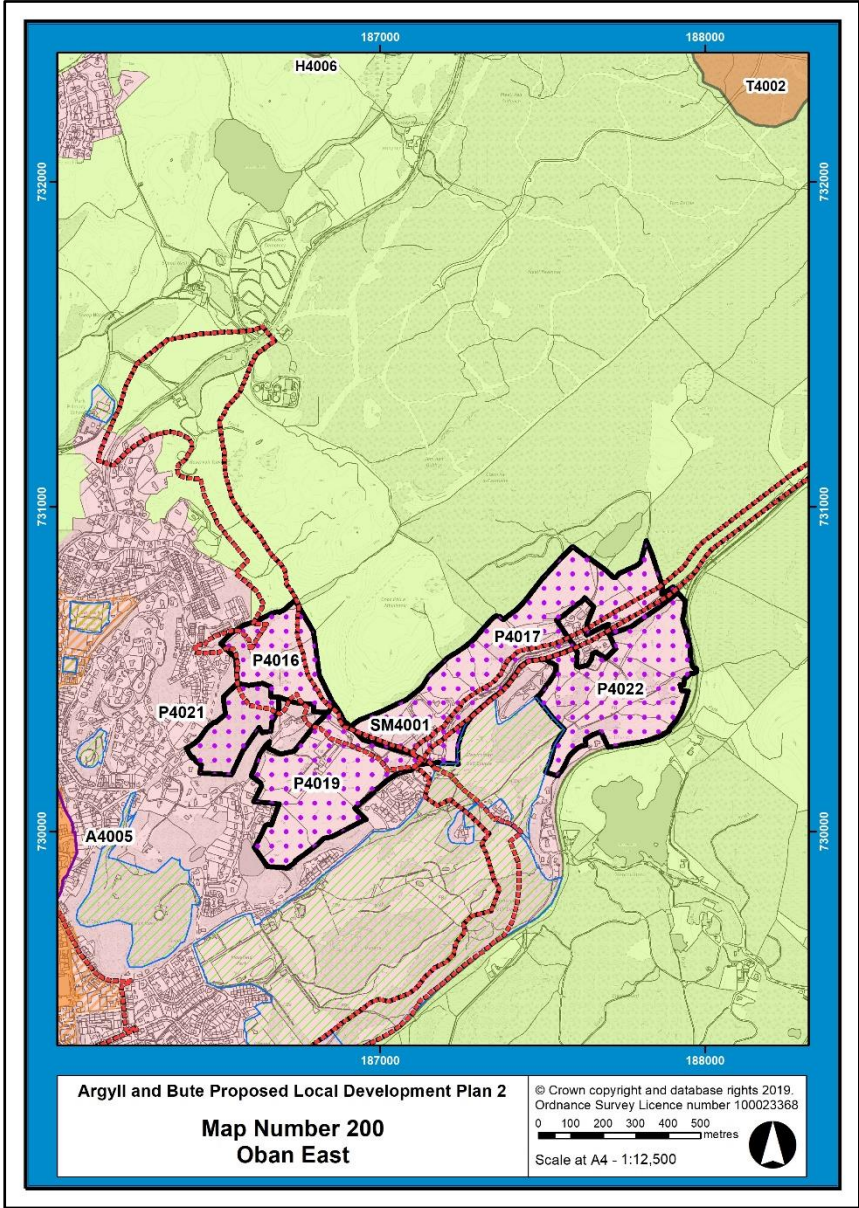 187000
188000
H4006
T4002
732000
732000
731000
731000
P4016
P4017
P4021
SM4001
P4022
P4019
A4005
730000
730000
187000
188000
Argyll and Bute Proposed Local Development Plan 2
Map Number 200
Oban East
© Crown copyright and database rights 2019.
Ordnance Survey Licence number 100023368
0 100 200 300 400 500
metres
Scale at A4 - 1:12,500